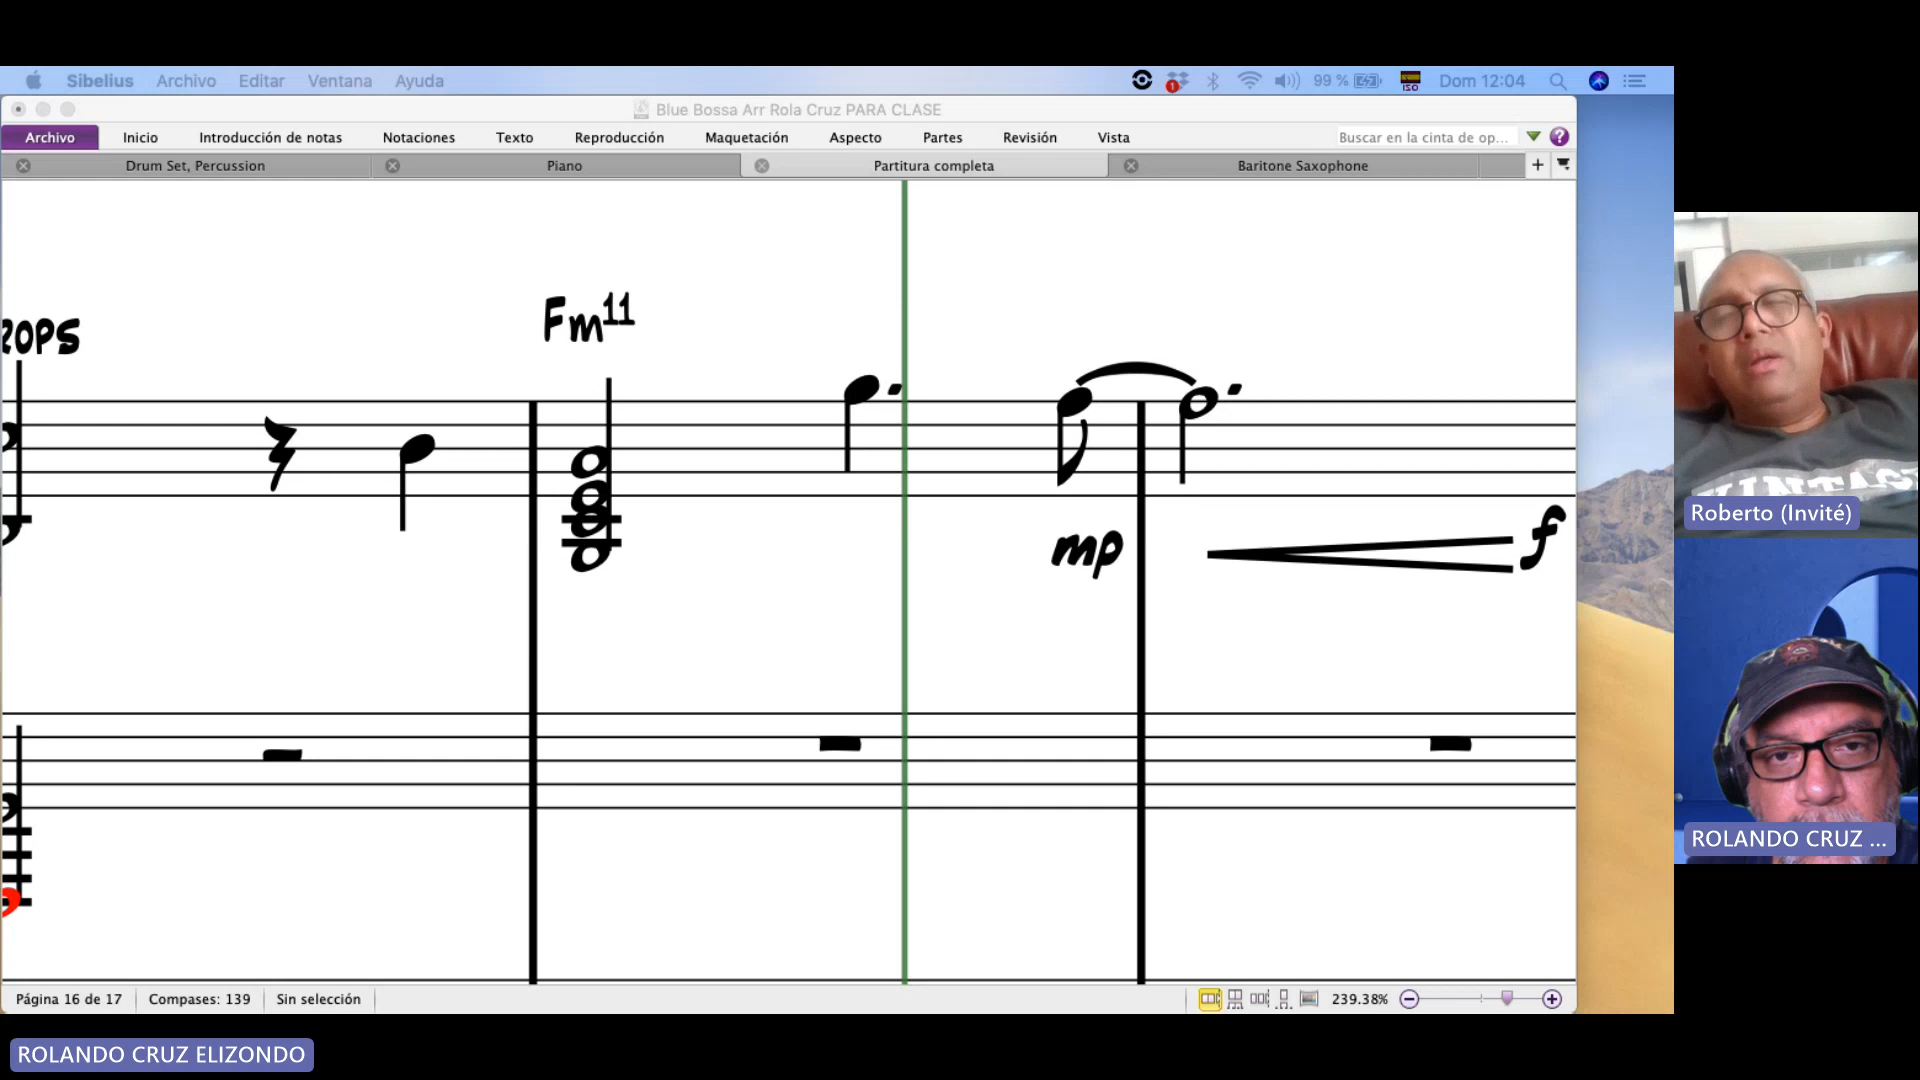 Sibelius Archivo Editar Ventana Ayuda
1 99 % ISO Dom 12:04
Blue Bossa Arr Rola Cruz PARA CLASE
Archivo Inicio Introducción de notas Notaciones Texto Reproducción Maquetación Aspecto Partes Revisión Vista Buscar en la cinta de op... ?
Drum Set, Percussion Piano Partitura completa Baritone Saxophone +
Fm11
ROPS
mp f
Roberto (Invité)
ROLANDO CRUZ ...
Página 16 de 17 Compases: 139 Sin selección 239.38%
ROLANDO CRUZ ELIZONDO